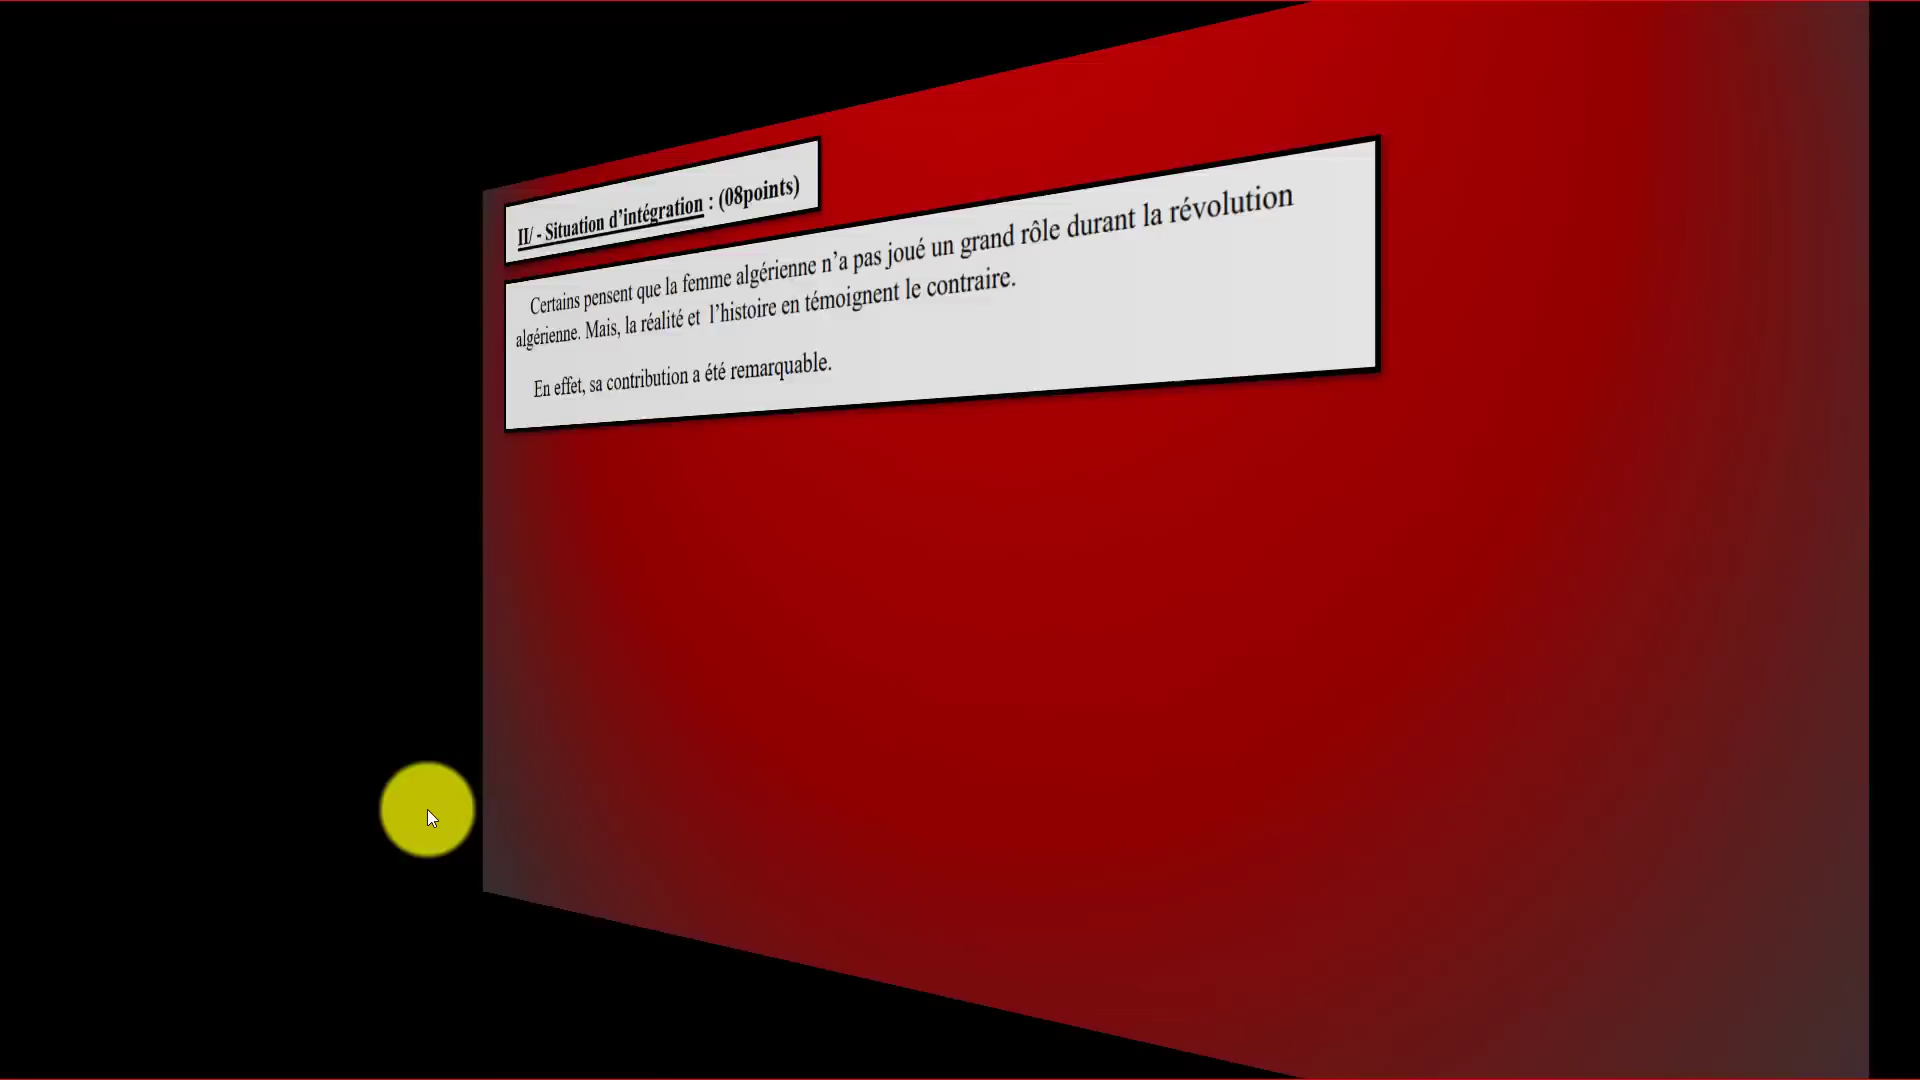 II/ - Situation d’intégration : (08points)
Certains pensent que la femme algérienne n’a pas joué un grand rôle durant la révolution
algérienne. Mais, la réalité et l’histoire en témoignent le contraire.
En effet, sa contribution a été remarquable.